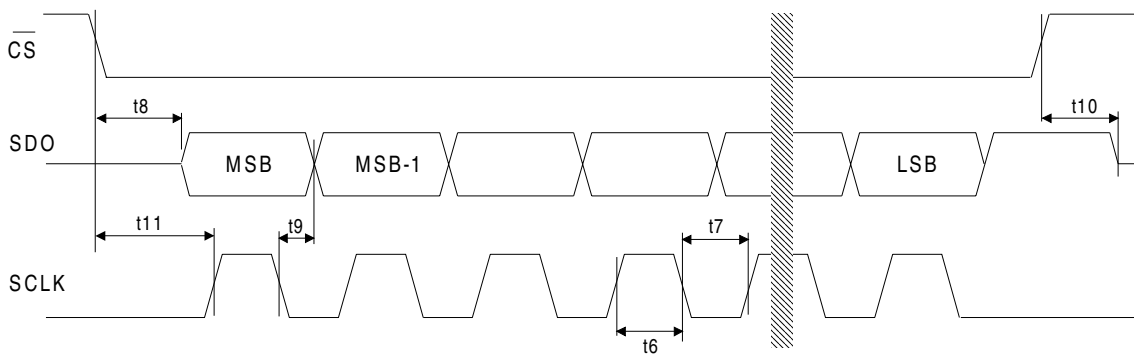 CS
t8
t10
SDO
MSB
MSB-1
LSB
t11
t9
t7
SCLK
t6